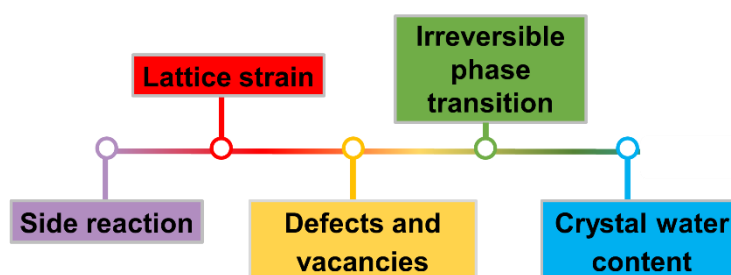 Side reaction
Lattice strain
Defects and
vacancies
Irreversible
phase
transition
Crystal water
content